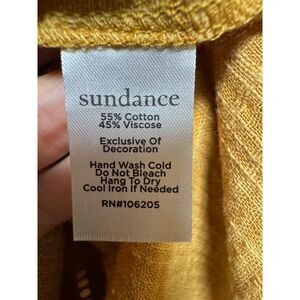 sundance
55% Cotton
45% Viscose
Exclusive Of
Decoration
Hand Wash Cold
Do Not Bleach
Hang To Dry
Cool Iron If Needed
RN#106205